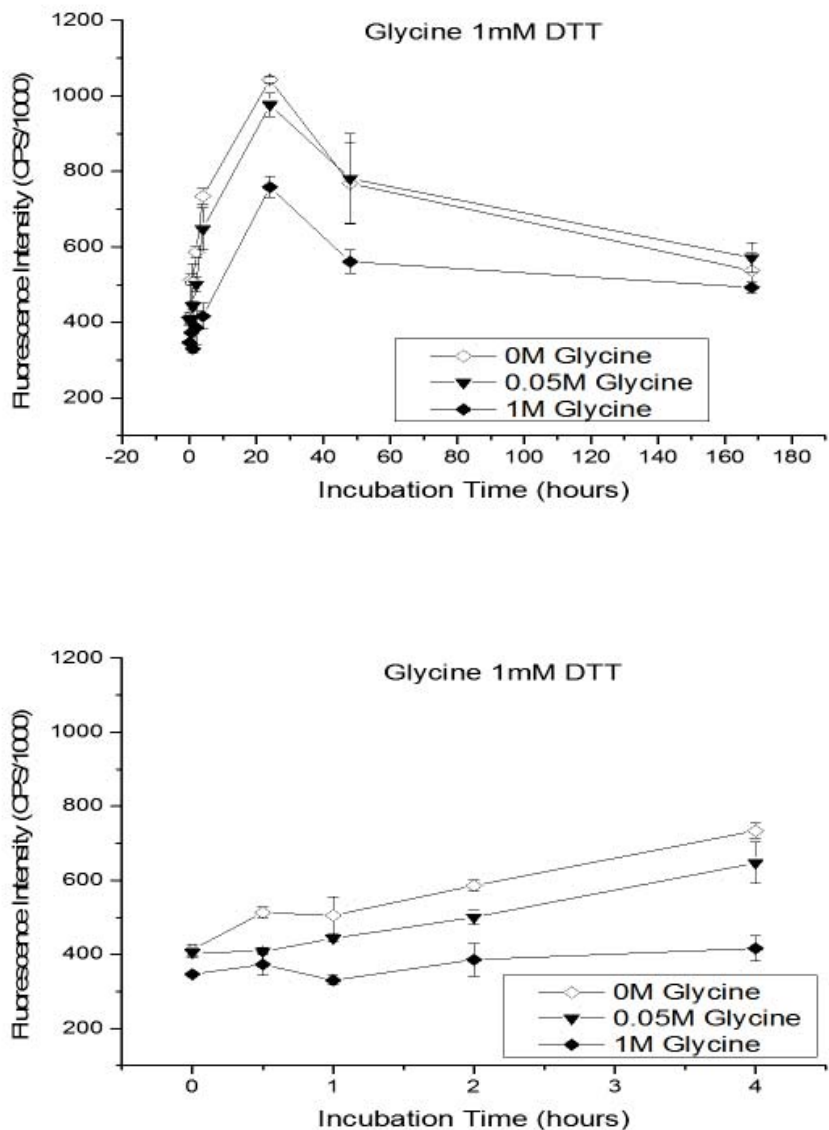 Glycine 1mM DTT
Fluorescence Intensity (CPS/1000)
1200
1000
800
600
400
200
0M Glycine
0.05M Glycine
1M Glycine
-20 0 20 40 60 80 100 120 140 160 180
Incubation Time (hours)
Glycine 1mM DTT
Fluorescence Intensity (CPS/1000)
1200
1000
800
600
400
200
0M Glycine
0.05M Glycine
1M Glycine
0 1 2 3 4
Incubation Time (hours)